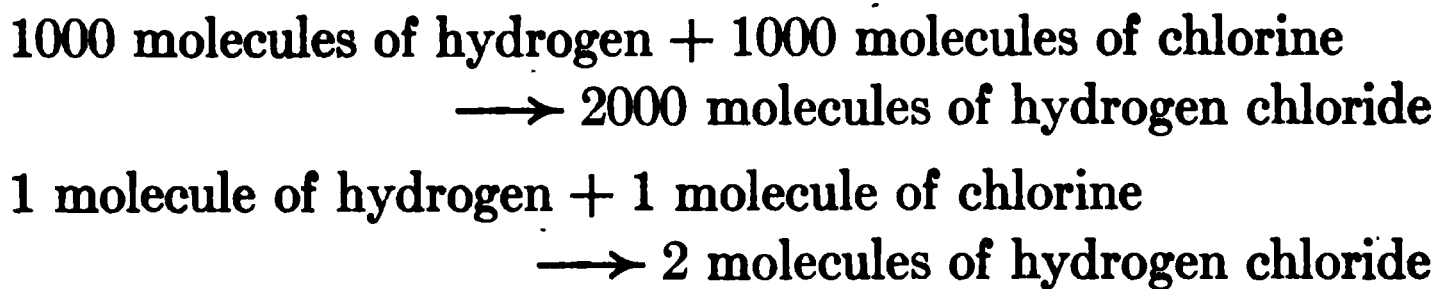 1000 molecules of hydrogen + 1000 molecules of chlorine
⟶ 2000 molecules of hydrogen chloride
1 molecule of hydrogen + 1 molecule of chlorine
⟶ 2 molecules of hydrogen chloride